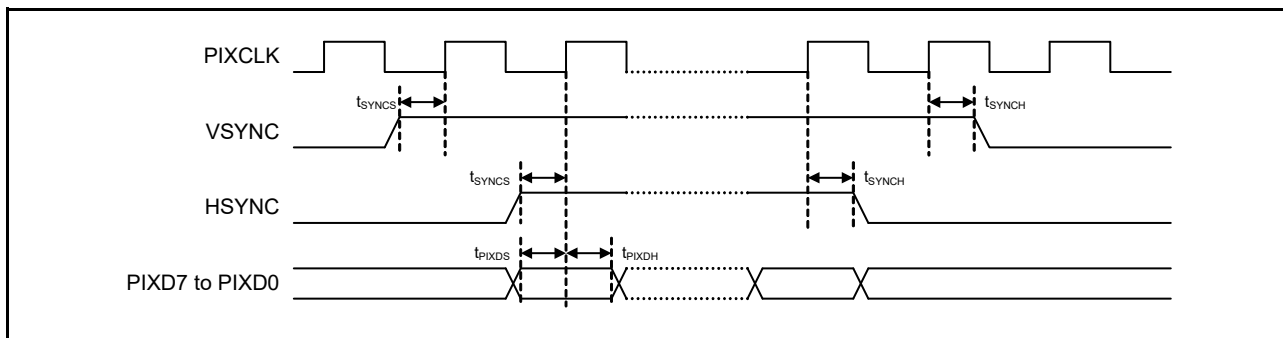 PIXCLK
tSYNCS
tSYNCH
VSYNC
tSYNCS
tSYNCH
HSYNC
tPIXDS
tPIXDH
PIXD7 to PIXD0